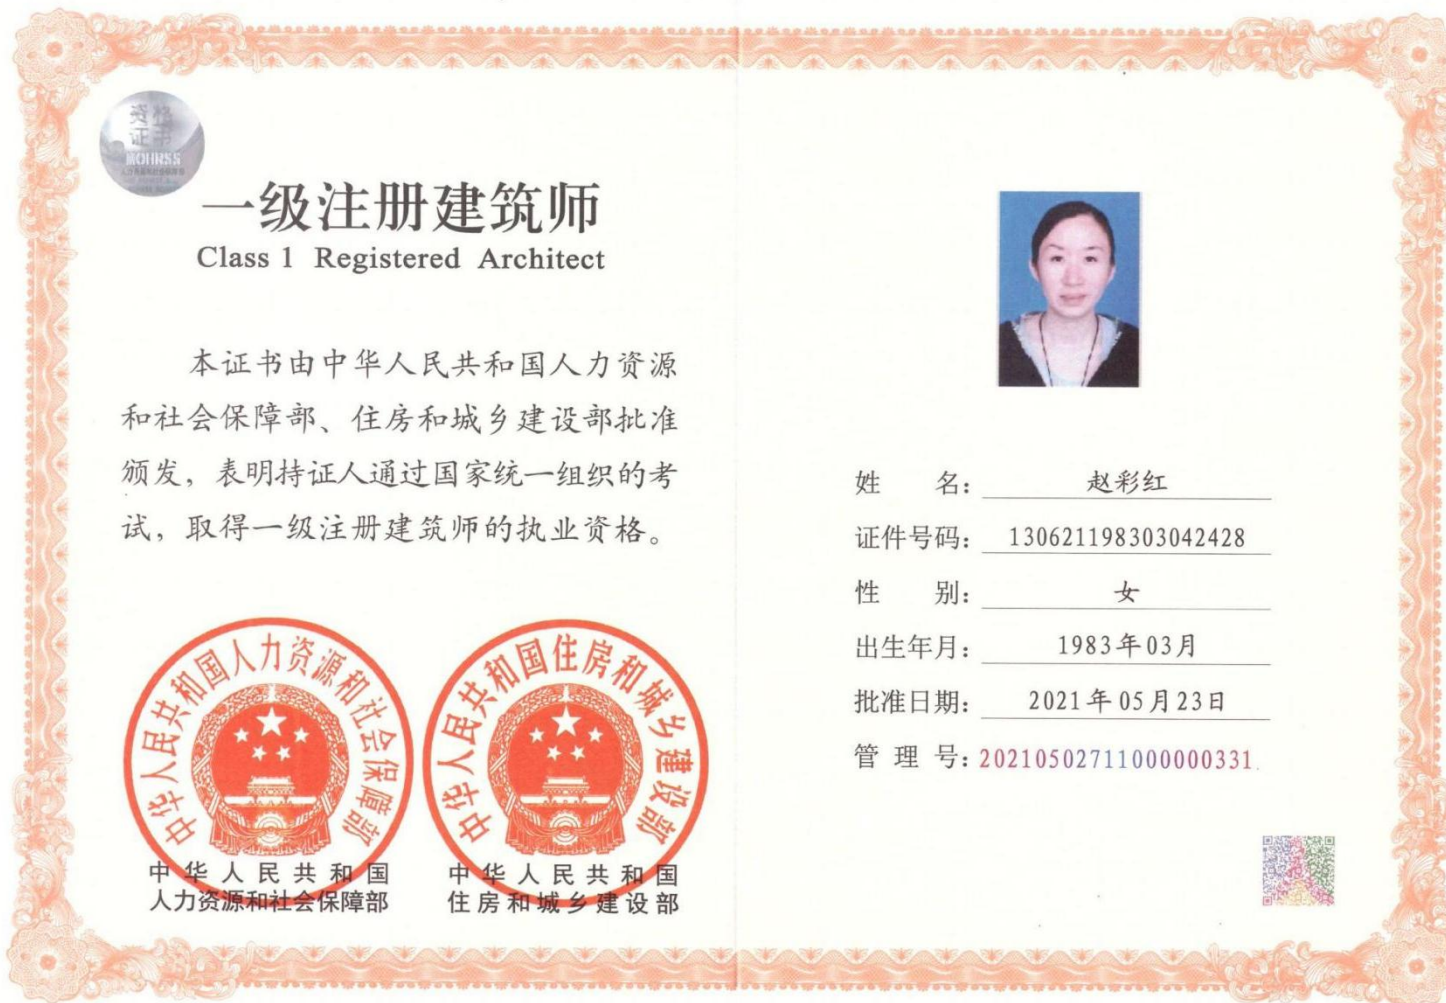 资格
证书
MOHRSS
一级注册建筑师
Class 1 Registered Architect
本证书由中华人民共和国人力资源
和社会保障部、住房和城乡建设部批准
颁发，表明持证人通过国家统一组织的考
试，取得一级注册建筑师的执业资格。
中华人民共和国人力资源和社会保障部
中华人民共和国住房和城乡建设部
中华人民共和国
人力资源和社会保障部
中华人民共和国
住房和城乡建设部
姓 名：赵彩红
证件号码：130621198303042428
性 别：女
出生年月：1983年03月
批准日期：2021年05月23日
管 理 号：20210502711000000331